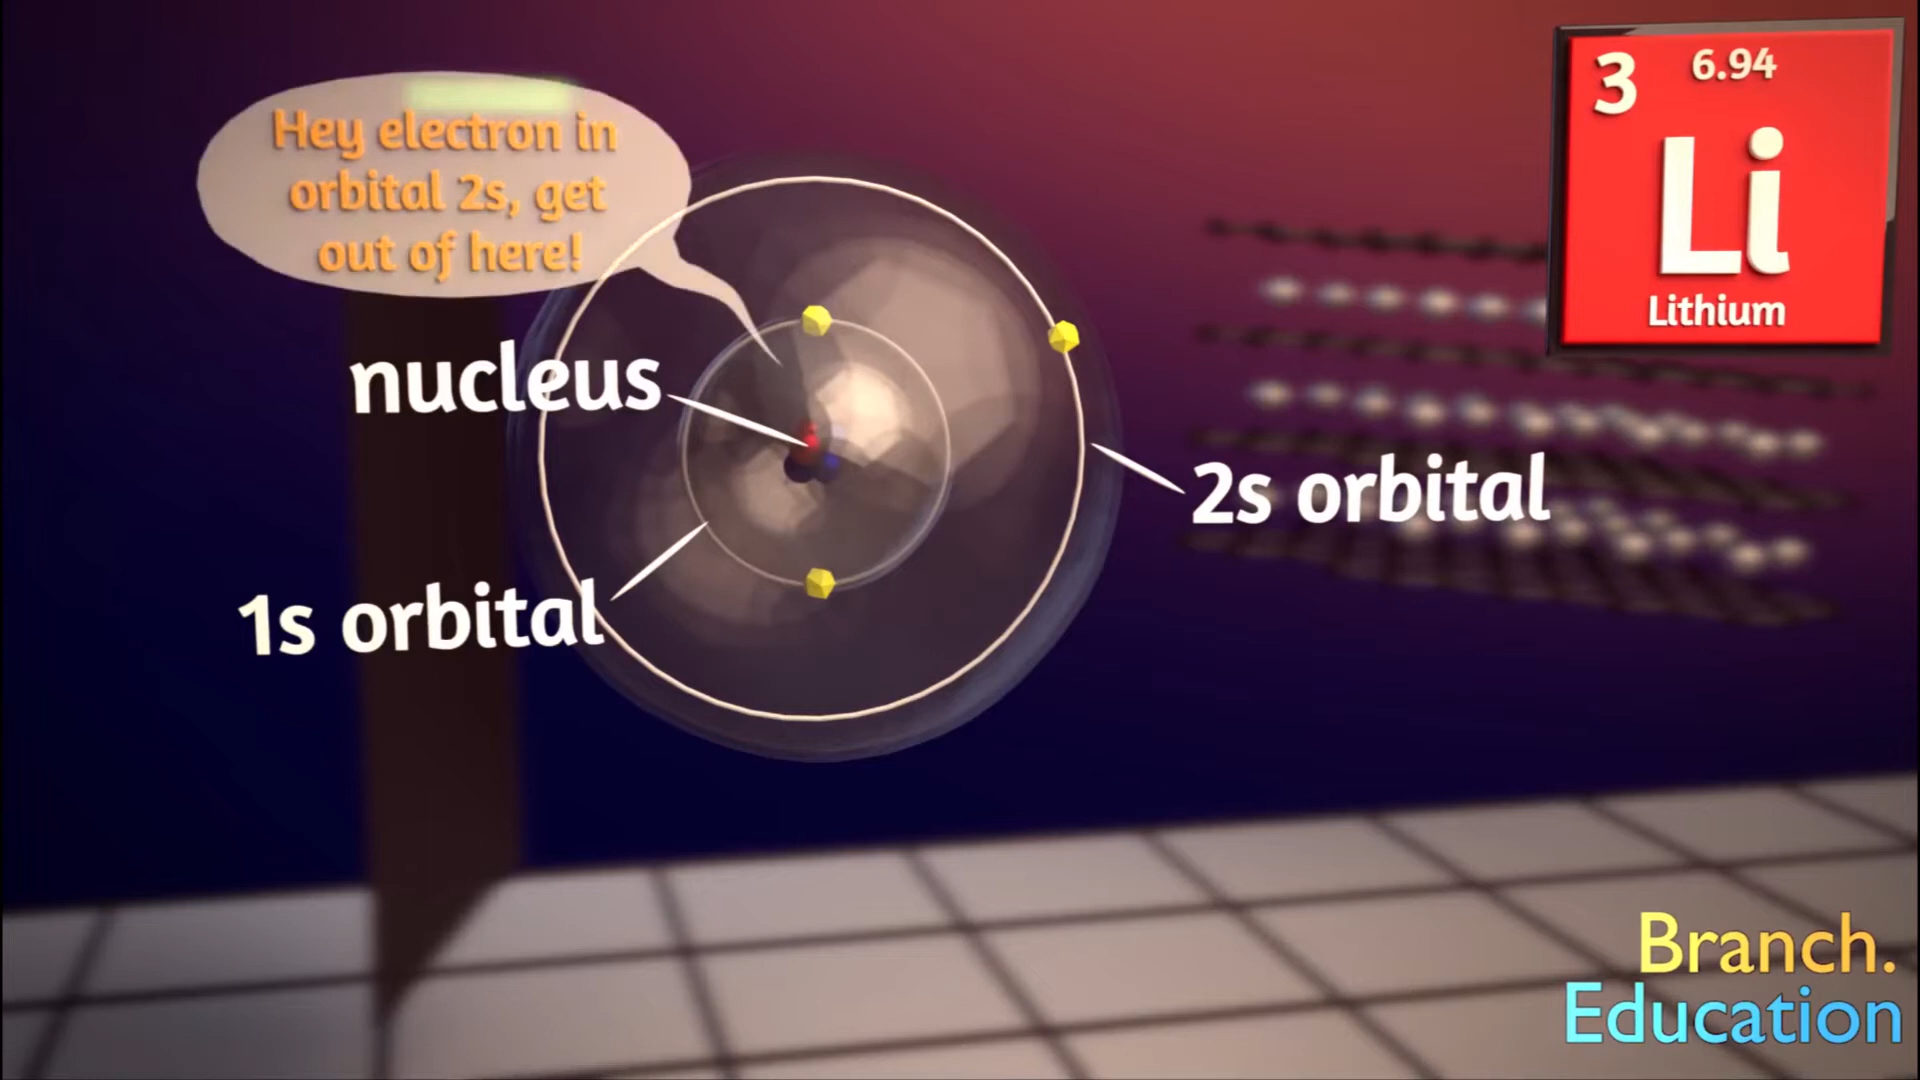 3 6.94
Li
Lithium
Hey electron in
orbital 2s, get
out of here!
nucleus
2s orbital
1s orbital
Branch.
Education